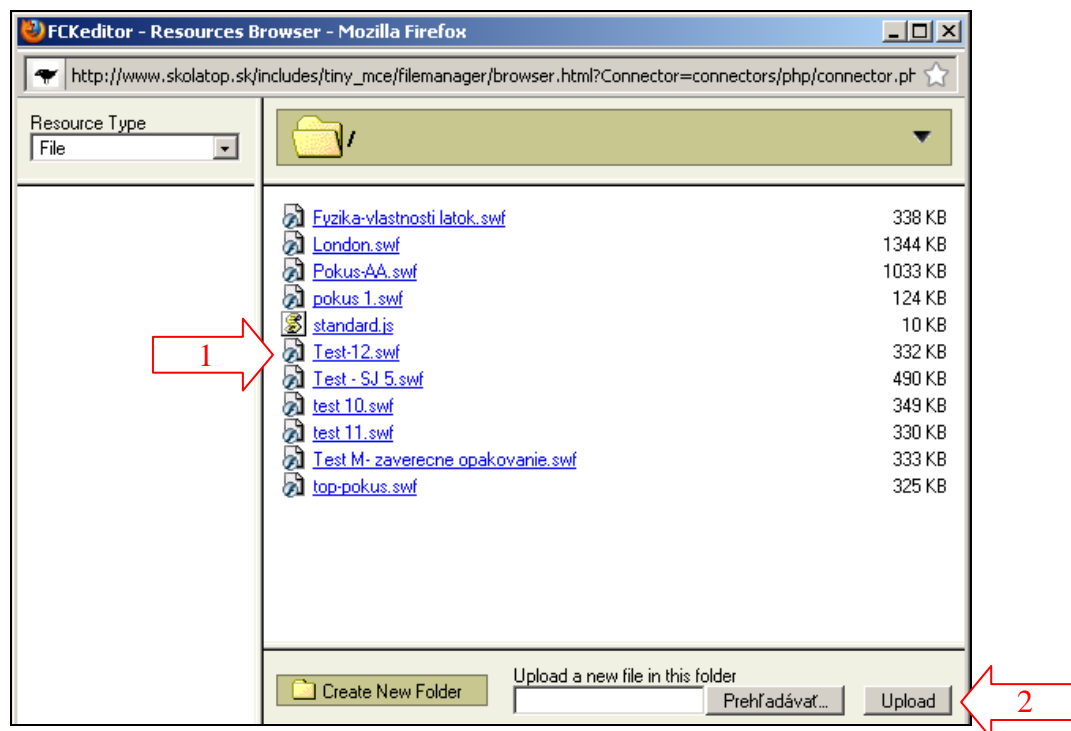 FCKeditor - Resources Browser - Mozilla Firefox
http://www.skolatop.sk/includes/tiny_mce/filemanager/browser.html?Connector=connectors/php/connector.ph
Resource Type
File
/
Fyzika-vlastnosti latok.swf 338 KB
London.swf 1344 KB
Pokus-AA.swf 1033 KB
pokus 1.swf 124 KB
standard.js 10 KB
1
Test-12.swf 332 KB
Test - SJ 5.swf 490 KB
test 10.swf 349 KB
test 11.swf 330 KB
Test M- zaverecne opakovanie.swf 333 KB
top-pokus.swf 325 KB
Create New Folder
Upload a new file in this folder
Prehľadávať... Upload
2